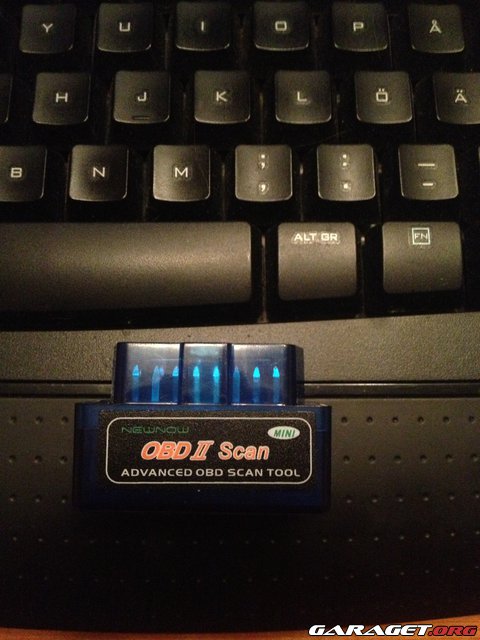 Y U I O P Å
H J K L Ö Ä
B N M ; , : . _ -
ALT GR FN
NEWNOW
MINI
OBD II Scan
ADVANCED OBD SCAN TOOL
GARAGET.ORG